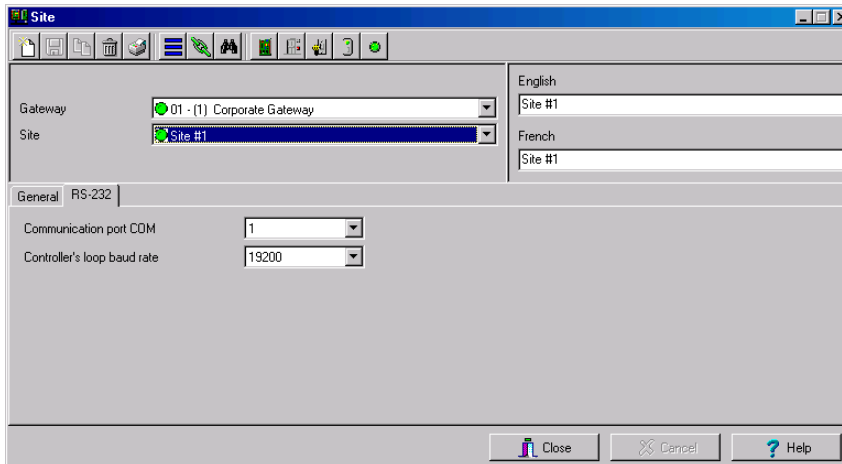 Site
English
Gateway
01 - (1) Corporate Gateway
Site #1
Site
Site #1
French
Site #1
General
RS-232
Communication port COM
1
Controller's loop baud rate
19200
Close
Cancel
Help